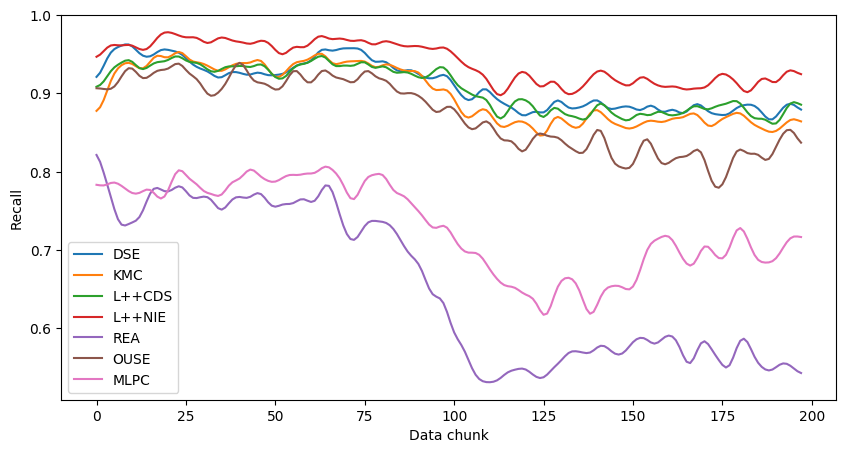 1.0
0.9
0.8
0.7
0.6
Recall
DSE
KMC
L++CDS
L++NIE
REA
OUSE
MLPC
0
25
50
75
100
125
150
175
200
Data chunk